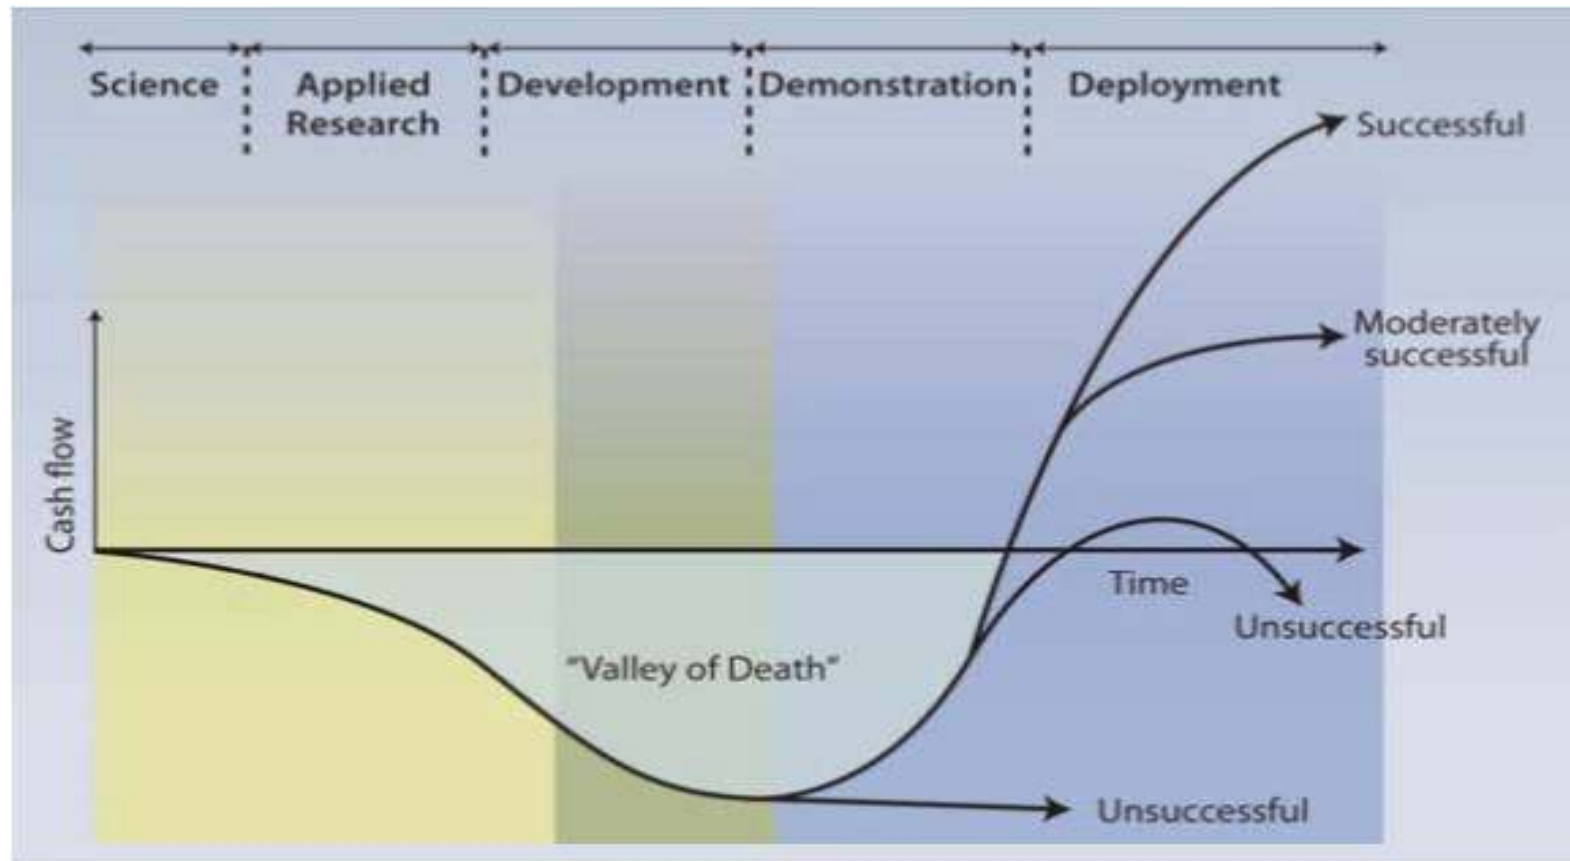 Science
Applied
Research
Development
Demonstration
Deployment
Successful
Moderately
successful
Cash flow
Time
Unsuccessful
"Valley of Death"
Unsuccessful